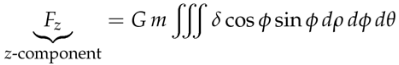 F_z = G m ∭ δ cos ϕ sin ϕ dρ dϕ dθ
z-component